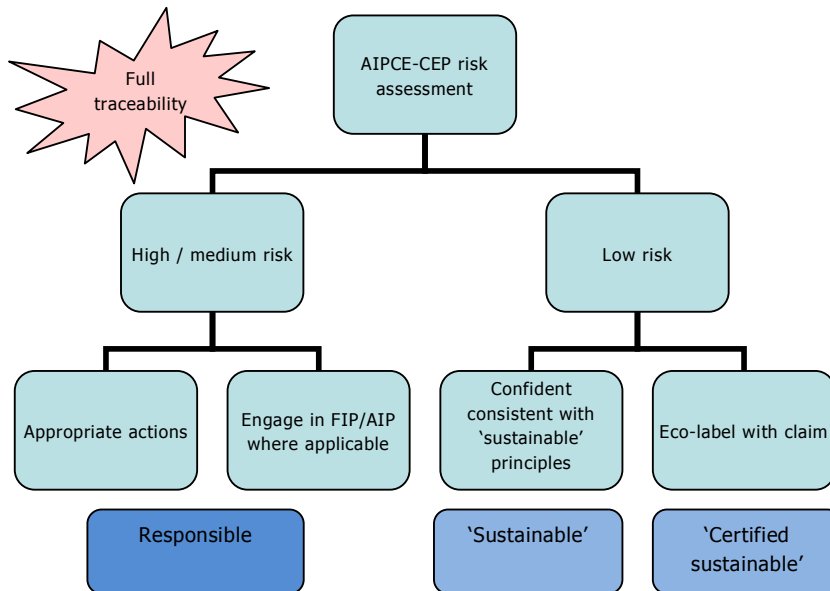 Full
traceability
AIPCE-CEP risk
assessment
High / medium risk
Low risk
Appropriate actions
Engage in FIP/AIP
where applicable
Confident
consistent with
‘sustainable’
principles
Eco-label with claim
Responsible
‘Sustainable’
‘Certified
sustainable’